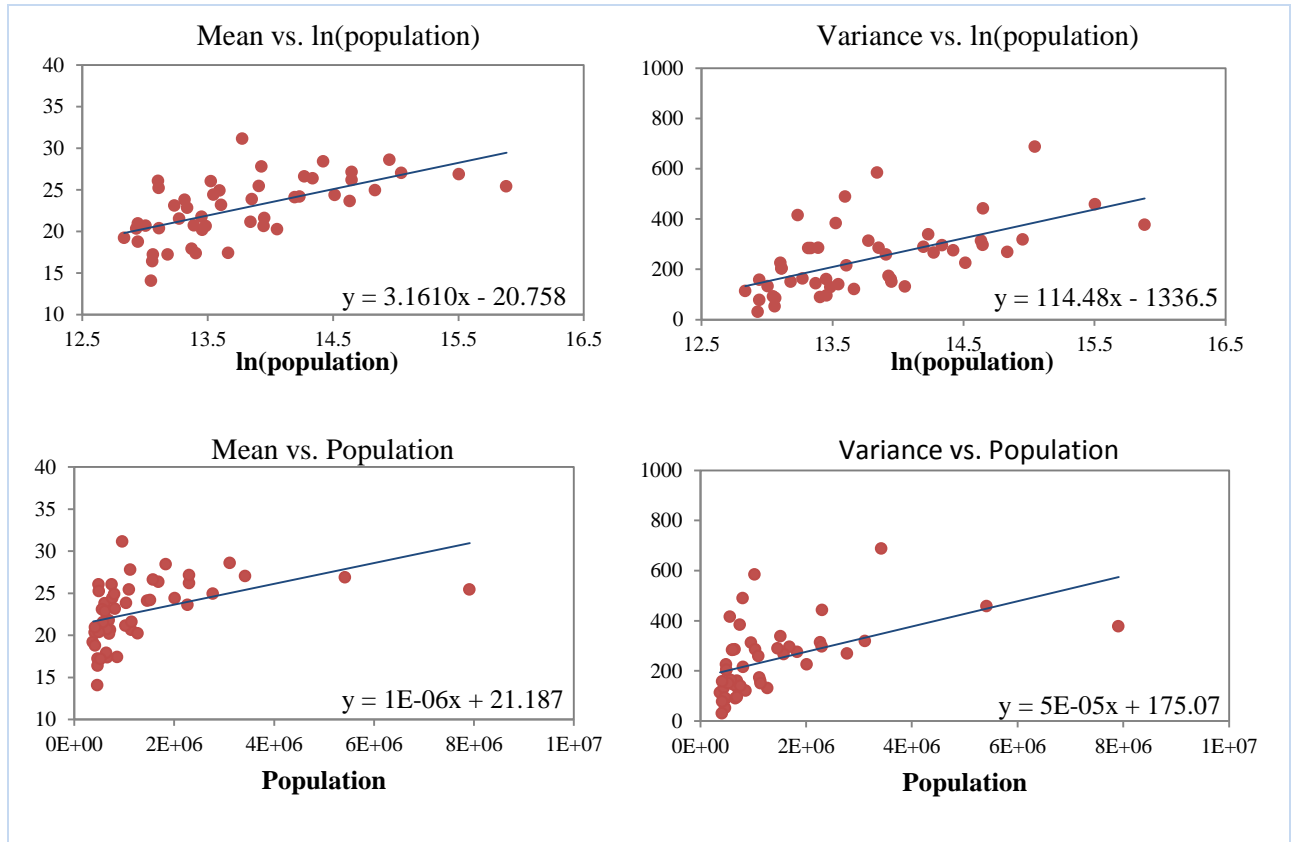 Mean vs. ln(population)
40
35
30
25
20
15
10
y = 3.1610x - 20.758
12.5 13.5 14.5 15.5 16.5
ln(population)
Variance vs. ln(population)
1000
800
600
400
200
0
y = 114.48x - 1336.5
12.5 13.5 14.5 15.5 16.5
ln(population)
Mean vs. Population
40
35
30
25
20
15
10
y = 1E-06x + 21.187
0E+00 2E+06 4E+06 6E+06 8E+06 1E+07
Population
Variance vs. Population
1000
800
600
400
200
0
y = 5E-05x + 175.07
0E+00 2E+06 4E+06 6E+06 8E+06 1E+07
Population